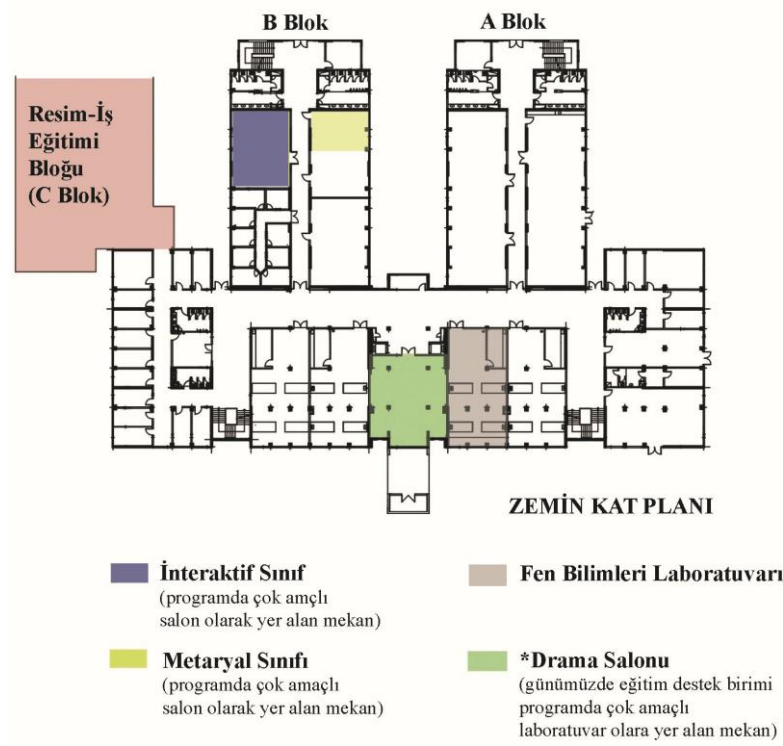 B Blok
A Blok
Resim-İş
Eğitimi
Bloğu
(C Blok)
ZEMİN KAT PLANI
İnteraktif Sınıf
(programda çok amçlı
salon olarak yer alan mekan)
Metaryal Sınıfı
(programda çok amaçlı
salon olarak yer alan mekan)
Fen Bilimleri Laboratuvarı
*Drama Salonu
(günümüzde eğitim destek birimi
programda çok amaçlı
laboratuvar olara yer alan mekan)